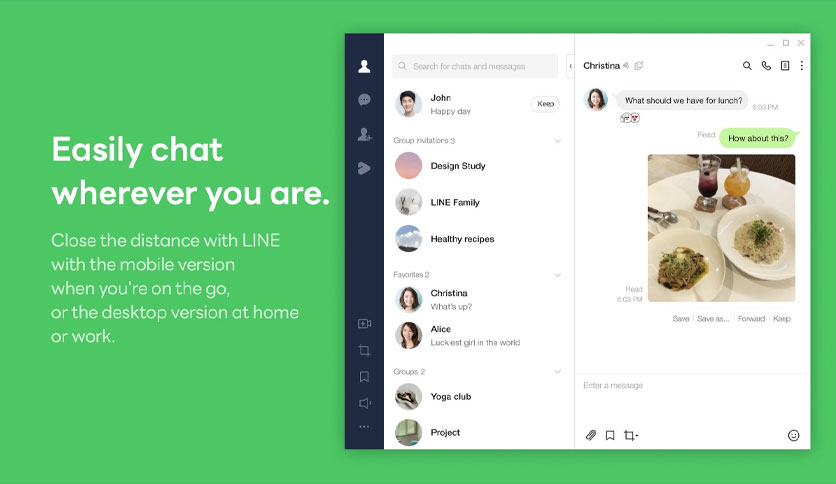 Easily chat
wherever you are.
Close the distance with LINE
with the mobile version
when you're on the go,
or the desktop version at home
or work.
Search for chats and messages
John
Happy day
Keep
Group invitations 3
Design Study
LINE Family
Healthy recipes
Favorites 2
Christina
What's up?
Alice
Luckiest girl in the world
Groups 2
Yoga club
Project
Christina
What should we have for lunch?
6:03 PM
Read
How about this?
Read
6:03 PM
Save
Save as...
Forward
Keep
Enter a message